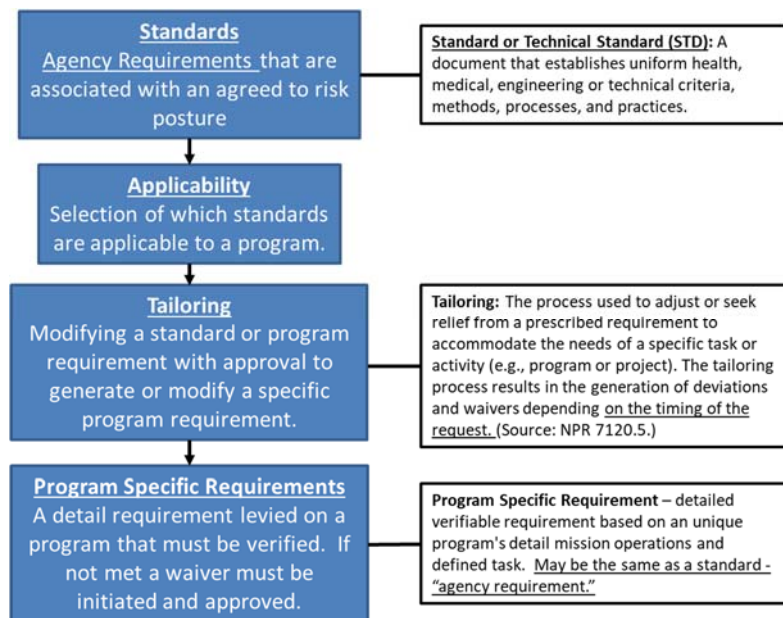 Standards
Agency Requirements that are
associated with an agreed to risk
posture
Standard or Technical Standard (STD): A
document that establishes uniform health,
medical, engineering or technical criteria,
methods, processes, and practices.
Applicability
Selection of which standards
are applicable to a program.
Tailoring
Modifying a standard or program
requirement with approval to
generate or modify a specific
program requirement.
Tailoring: The process used to adjust or seek
relief from a prescribed requirement to
accommodate the needs of a specific task or
activity (e.g., program or project). The tailoring
process results in the generation of deviations
and waivers depending on the timing of the
request. (Source: NPR 7120.5.)
Program Specific Requirements
A detail requirement levied on a
program that must be verified. If
not met a waiver must be
initiated and approved.
Program Specific Requirement – detailed
verifiable requirement based on an unique
program's detail mission operations and
defined task. May be the same as a standard -
“agency requirement.”